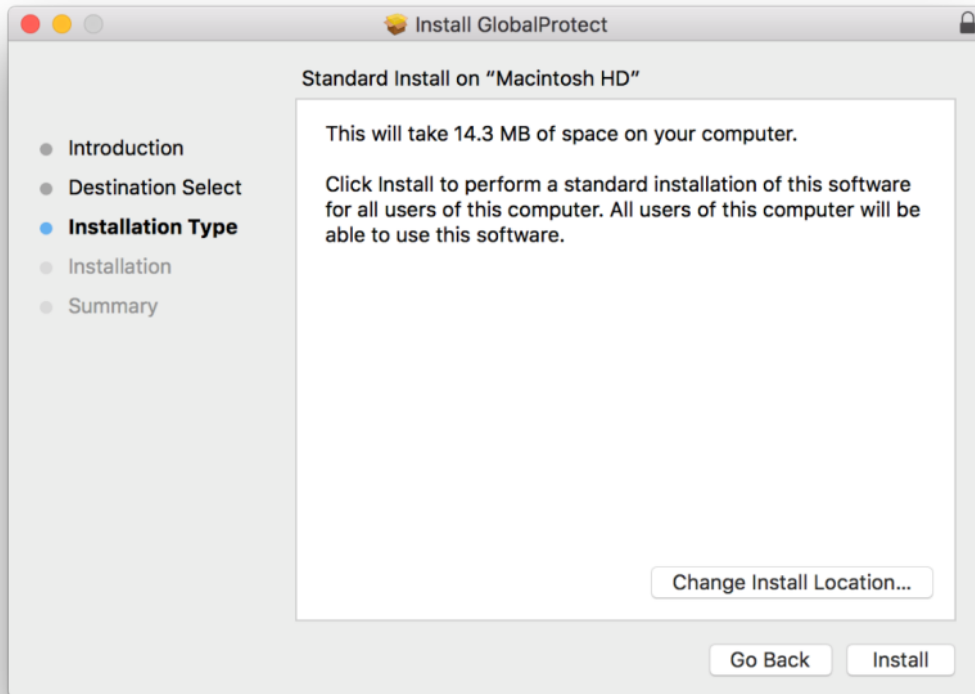 Install GlobalProtect
Standard Install on “Macintosh HD”
Introduction
Destination Select
Installation Type
Installation
Summary
This will take 14.3 MB of space on your computer.
Click Install to perform a standard installation of this software
for all users of this computer. All users of this computer will be
able to use this software.
Change Install Location...
Go Back
Install